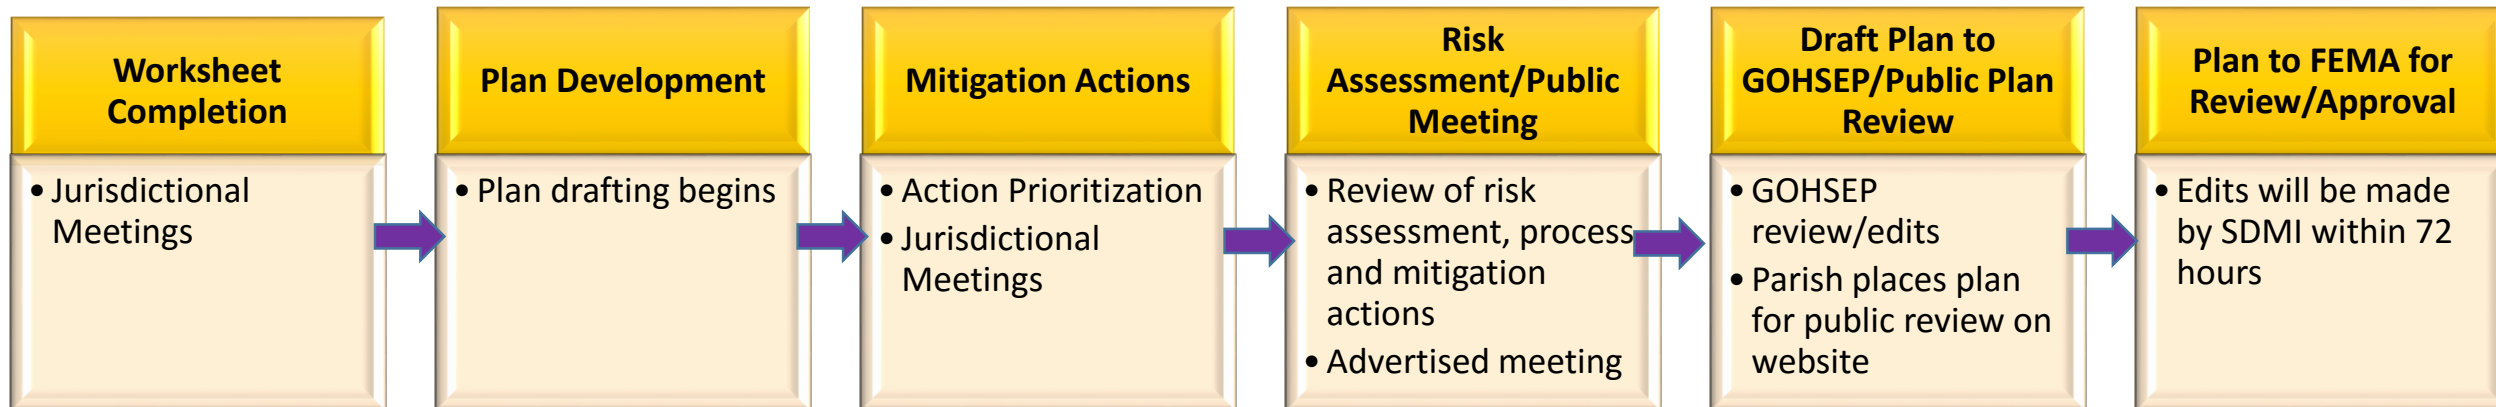 Worksheet
Completion
• Jurisdictional
Meetings
Plan Development
• Plan drafting begins
Mitigation Actions
• Action Prioritization
• Jurisdictional
Meetings
Risk
Assessment/Public
Meeting
• Review of risk
assessment, process
and mitigation
actions
• Advertised meeting
Draft Plan to
GOHSEP/Public Plan
Review
• GOHSEP
review/edits
• Parish places plan
for public review on
website
Plan to FEMA for
Review/Approval
• Edits will be made
by SDMI within 72
hours